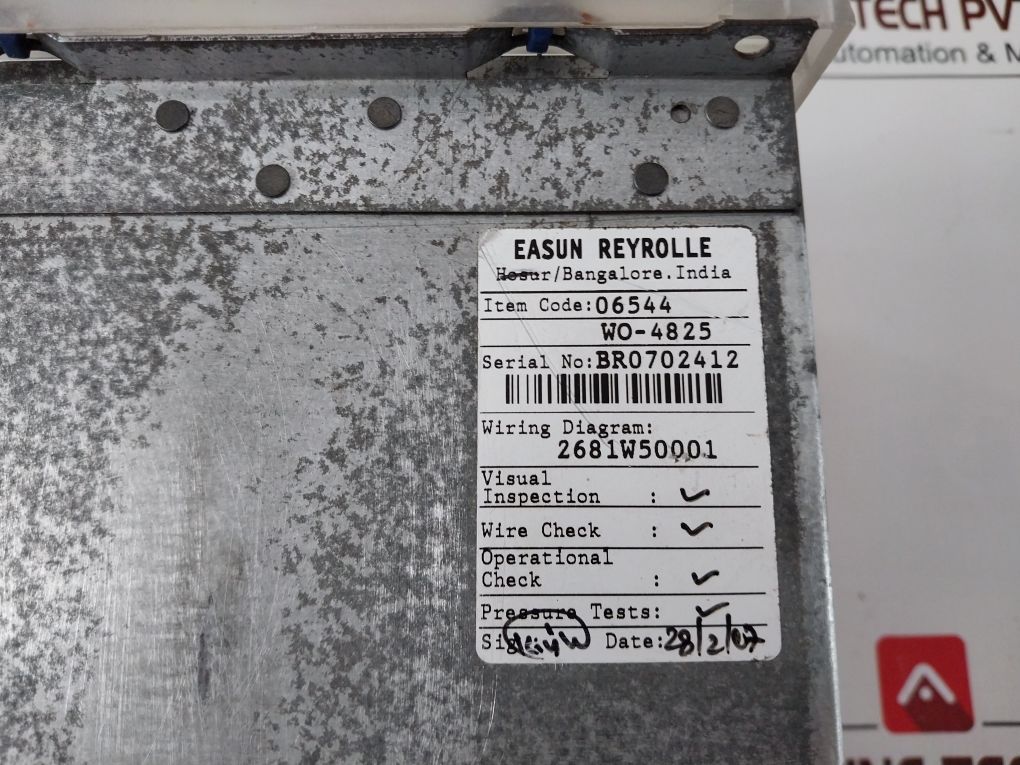 TECH PV
utomation & M
EASUN REYROLLE
Hosur/Bangalore.India
Item Code:06544
WO-4825
Serial No:BR0702412
Wiring Diagram:
2681W50001
Visual
Inspection : ✓
Wire Check : ✓
Operational
Check : ✓
Pressure Tests: ✓
Date:28/2/07